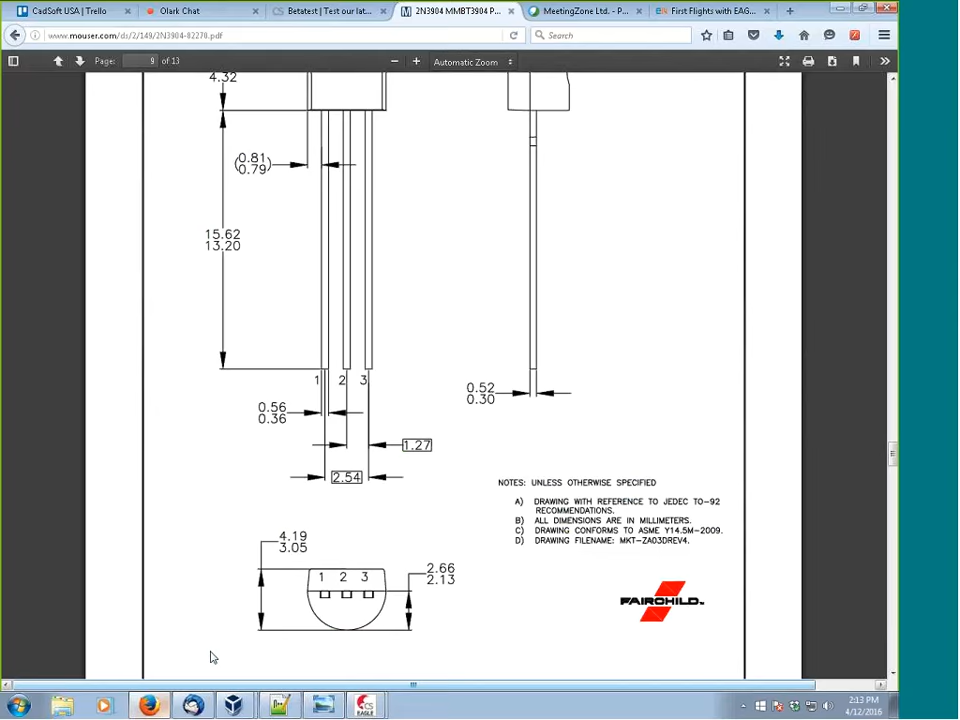 CadSoft USA | Trello
Olark Chat
Betatest | Test our lat...
2N3904 MMBT3904 P...
MeetingZone Ltd. - P...
First Flights with EAG...
www.mouser.com/ds/2/149/2N3904-82270.pdf
Search
Page: 9 of 13
Automatic Zoom
4.32
(0.81
0.79)
15.62
13.20
1 2 3
0.52
0.30
0.56
0.36
1.27
2.54
NOTES: UNLESS OTHERWISE SPECIFIED
A) DRAWING WITH REFERENCE TO JEDEC TO-92
RECOMMENDATIONS.
B) ALL DIMENSIONS ARE IN MILLIMETERS.
C) DRAWING CONFORMS TO ASME Y14.5M-2009.
D) DRAWING FILENAME: MKT-ZA03DREV4.
4.19
3.05
2.66
2.13
1 2 3
FAIRCHILD
CS
EAGLE
2:13 PM
4/12/2016